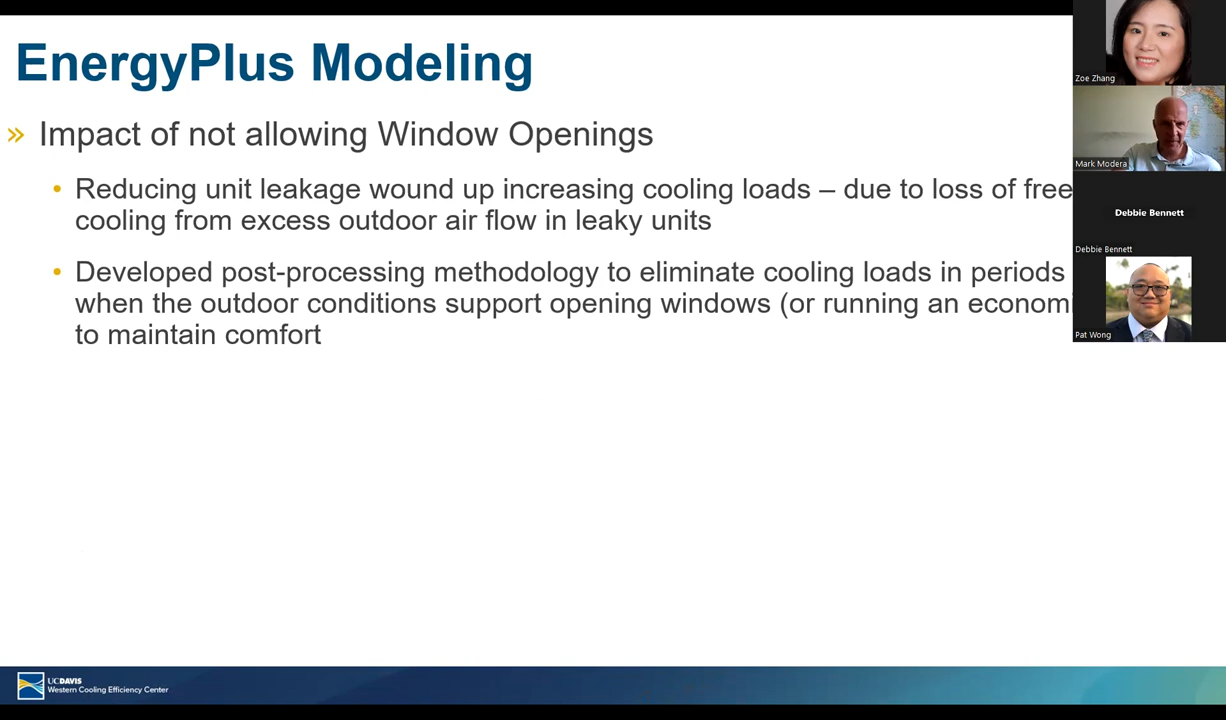 EnergyPlus Modeling
» Impact of not allowing Window Openings
• Reducing unit leakage wound up increasing cooling loads – due to loss of free
cooling from excess outdoor air flow in leaky units
• Developed post-processing methodology to eliminate cooling loads in periods
when the outdoor conditions support opening windows (or running an economi
to maintain comfort
Zoe Zhang
Mark Modera
Debbie Bennett
Debbie Bennett
Pat Wong
UCDAVIS
Western Cooling Efficiency Center